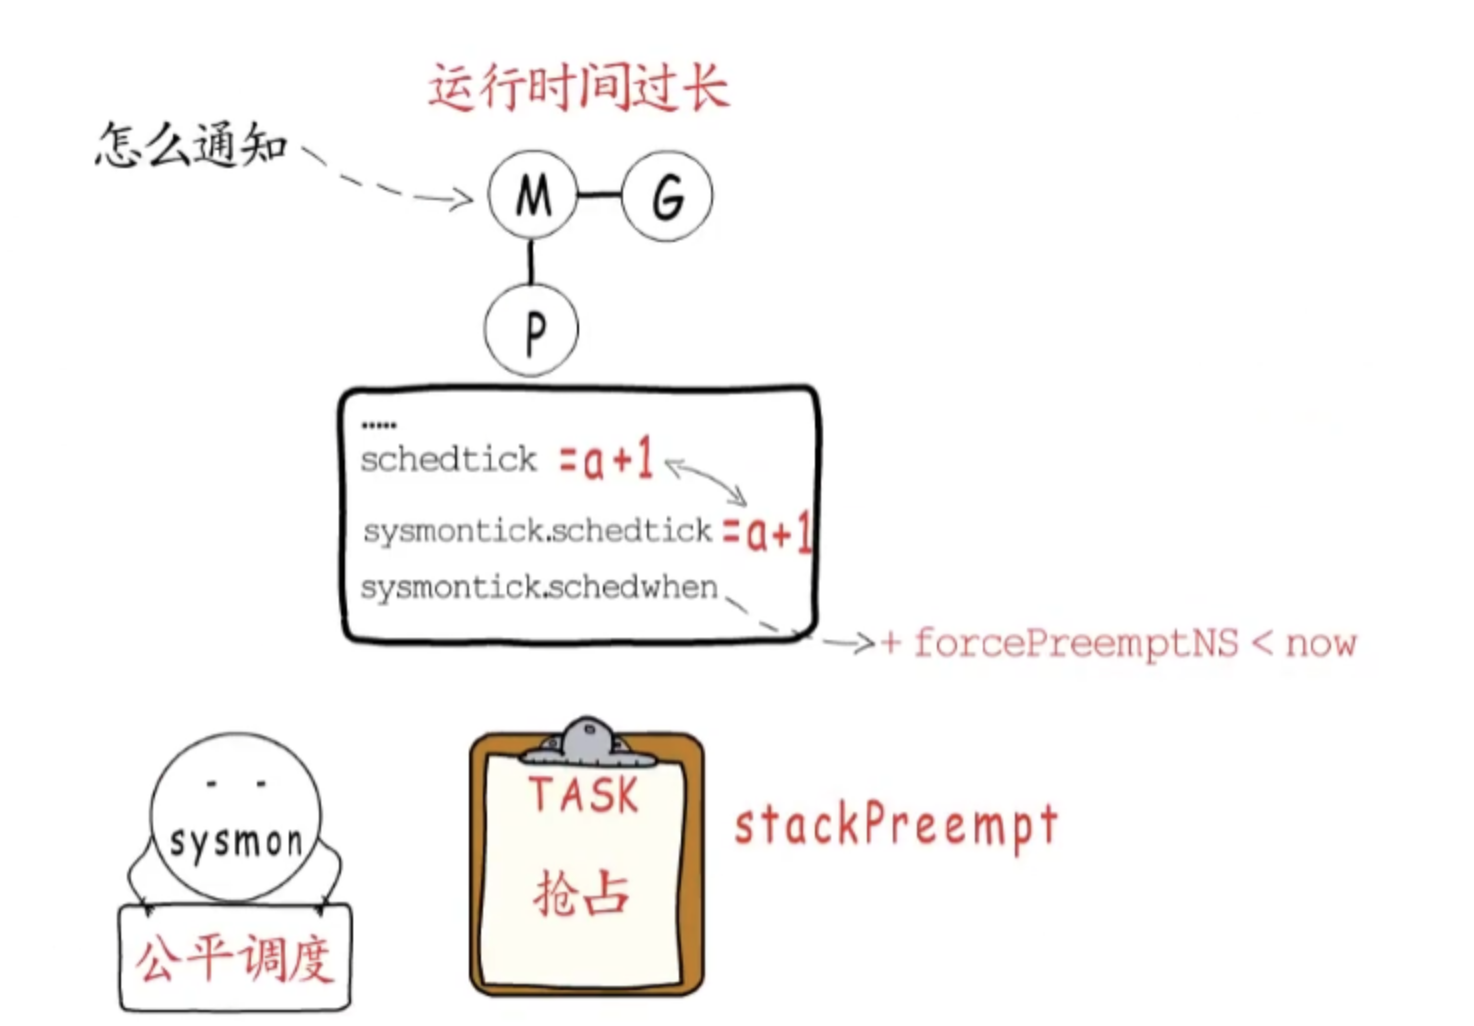 运行时间过长
怎么通知
M
G
P
.....
schedtick =a+1
sysmontick.schedtick =a+1
sysmontick.schedwhen
+ forcePreemptNS < now
TASK
抢占
stackPreempt
sysmon
公平调度